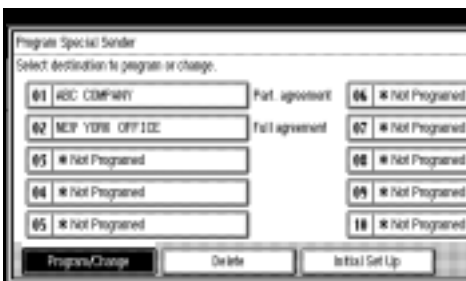 Program Special Sender
Select destination to program or change.
01 ABC COMPANY Part. agreement 06 * Not Programed
02 NEW YORK OFFICE Full agreement 07 * Not Programed
03 * Not Programed 08 * Not Programed
04 * Not Programed 09 * Not Programed
05 * Not Programed 10 * Not Programed
Program/Change Delete Initial Set Up